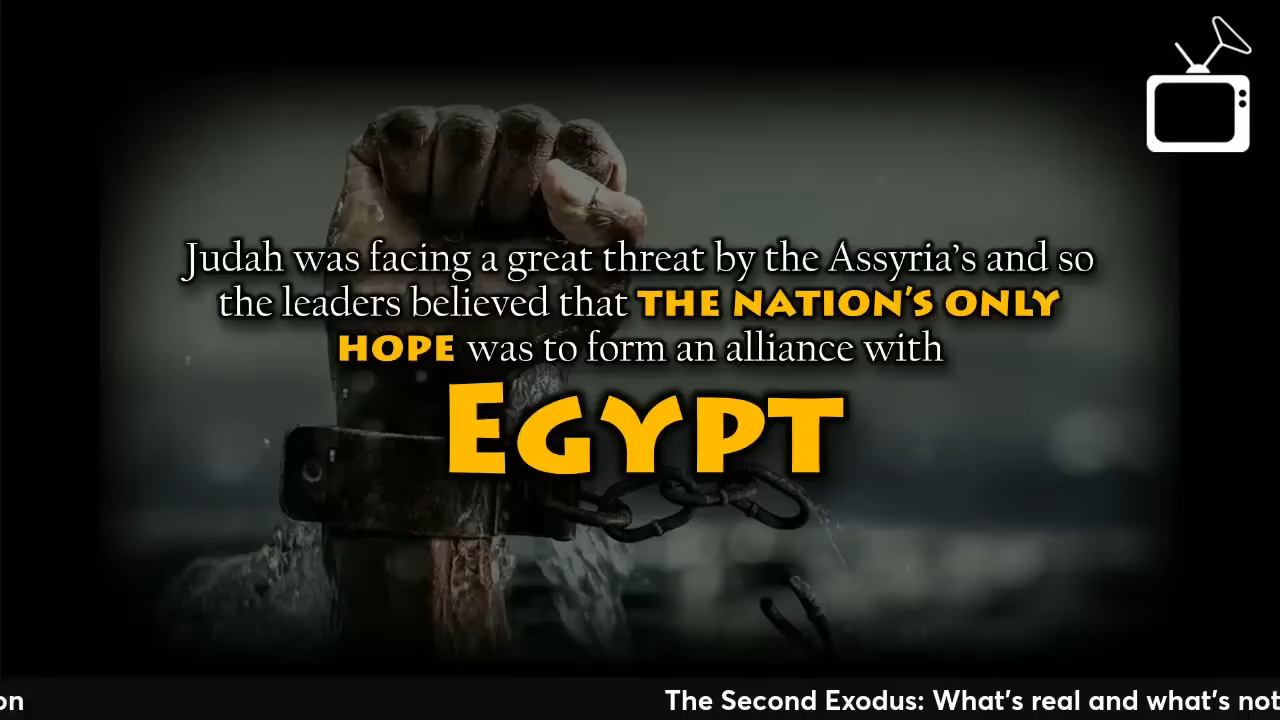 Judah was facing a great threat by the Assyria's and so
the leaders believed that THE NATION'S ONLY
HOPE was to form an alliance with
EGYPT
on The Second Exodus: What's real and what's not